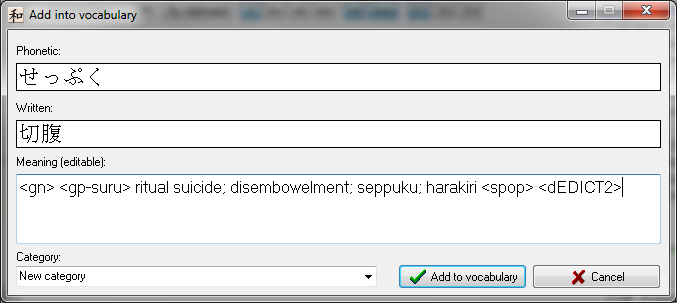 和 Add into vocabulary
Phonetic:
せっぷく
Written:
切腹
Meaning (editable):
<gn> <gp-suru> ritual suicide; disembowelment; seppuku; harakiri <spop> <dEDICT2>
Category:
New category
Add to vocabulary
Cancel